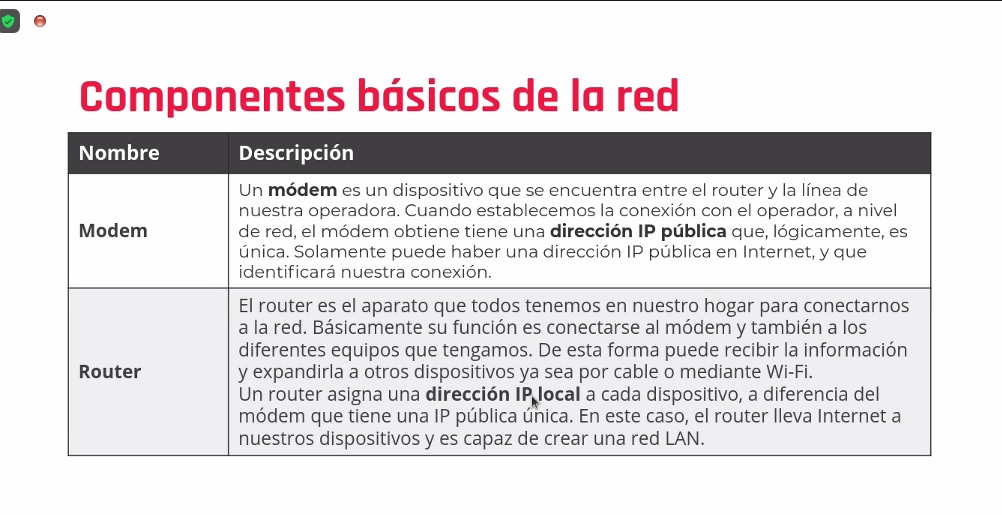 Componentes básicos de la red
Nombre
Descripción
Modem
Un módem es un dispositivo que se encuentra entre el router y la línea de
nuestra operadora. Cuando establecemos la conexión con el operador, a nivel
de red, el módem obtiene tiene una dirección IP pública que, lógicamente, es
única. Solamente puede haber una dirección IP pública en Internet, y que
identificará nuestra conexión.
Router
El router es el aparato que todos tenemos en nuestro hogar para conectarnos
a la red. Básicamente su función es conectarse al módem y también a los
diferentes equipos que tengamos. De esta forma puede recibir la información
y expandirla a otros dispositivos ya sea por cable o mediante Wi-Fi.
Un router asigna una dirección IP local a cada dispositivo, a diferencia del
módem que tiene una IP pública única. En este caso, el router lleva Internet a
nuestros dispositivos y es capaz de crear una red LAN.